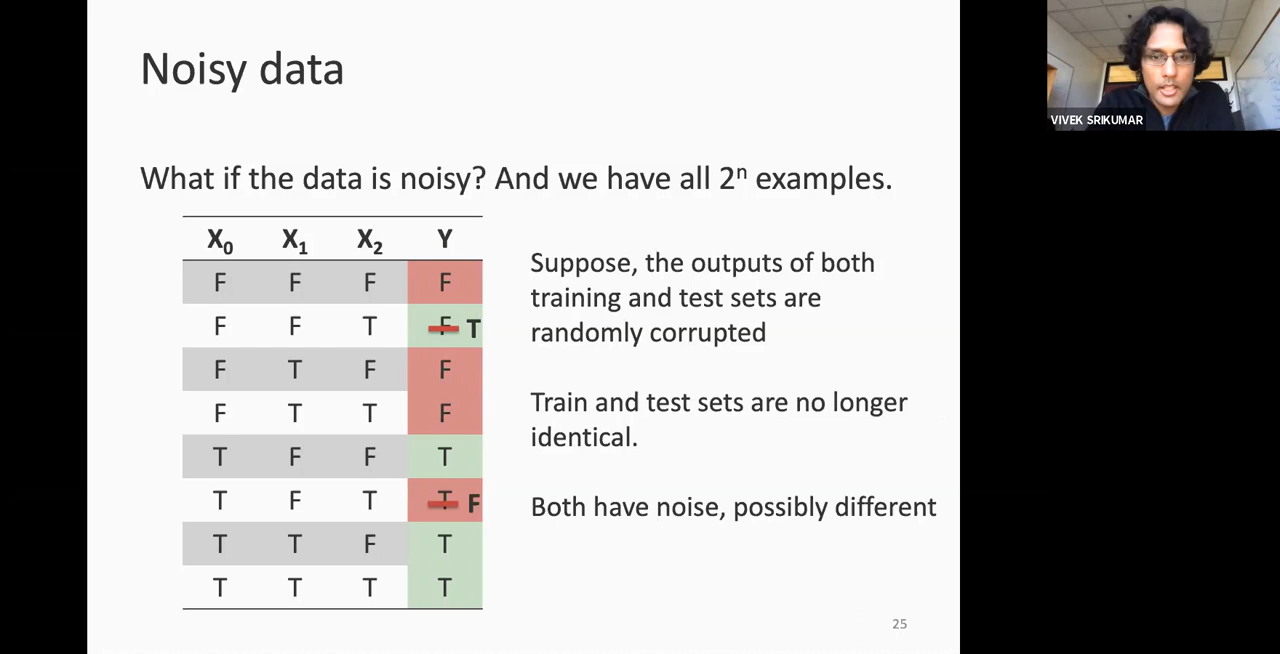 Noisy data
What if the data is noisy? And we have all 2ⁿ examples.
X₀ X₁ X₂ Y
F F F F
F F T F T
F T F F
F T T F
T F F T
T F T T F
T T F T
T T T T
Suppose, the outputs of both
training and test sets are
randomly corrupted
Train and test sets are no longer
identical.
Both have noise, possibly different
25
VIVEK SRIKUMAR